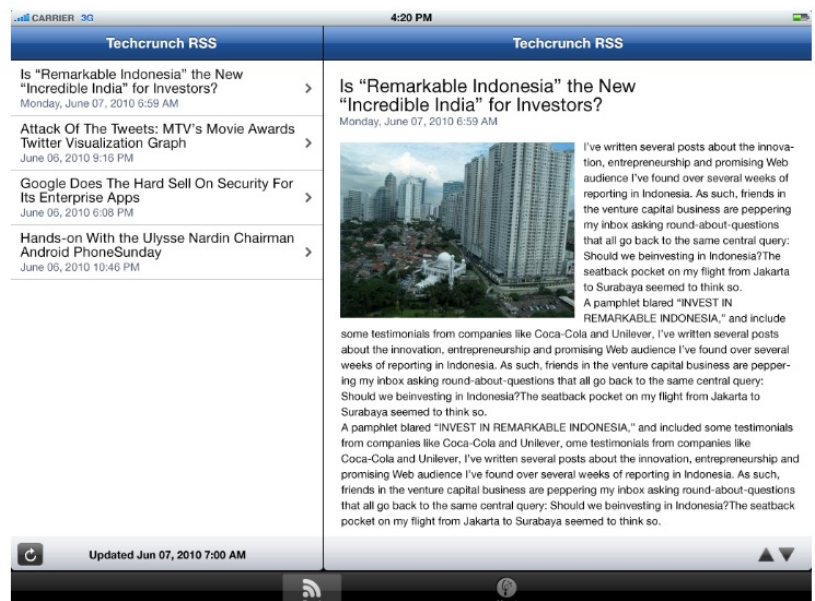 CARRIER 3G
4:20 PM
Techcrunch RSS
Is “Remarkable Indonesia” the New
“Incredible India” for Investors?
Monday, June 07, 2010 6:59 AM
Attack Of The Tweets: MTV’s Movie Awards
Twitter Visualization Graph
June 06, 2010 9:16 PM
Google Does The Hard Sell On Security For
Its Enterprise Apps
June 06, 2010 6:08 PM
Hands-on With the Ulysse Nardin Chairman
Android PhoneSunday
June 06, 2010 10:46 PM
Updated Jun 07, 2010 7:00 AM
Techcrunch RSS
Is “Remarkable Indonesia” the New
“Incredible India” for Investors?
Monday, June 07, 2010 6:59 AM
I’ve written several posts about the innova-
tion, entrepreneurship and promising Web
audience I’ve found over several weeks of
reporting in Indonesia. As such, friends in
the venture capital business are peppering
my inbox asking round-about-questions
that all go back to the same central query:
Should we beinvesting in Indonesia?The
seatback pocket on my flight from Jakarta
to Surabaya seemed to think so.
A pamphlet blared “INVEST IN
REMARKABLE INDONESIA,” and include
some testimonials from companies like Coca-Cola and Unilever, I’ve written several posts
about the innovation, entrepreneurship and promising Web audience I’ve found over several
weeks of reporting in Indonesia. As such, friends in the venture capital business are pepper-
ing my inbox asking round-about-questions that all go back to the same central query:
Should we beinvesting in Indonesia?The seatback pocket on my flight from Jakarta to
Surabaya seemed to think so.
A pamphlet blared “INVEST IN REMARKABLE INDONESIA,” and included some testimonials
from companies like Coca-Cola and Unilever, ome testimonials from companies like
Coca-Cola and Unilever, I’ve written several posts about the innovation, entrepreneurship and
promising Web audience I’ve found over several weeks of reporting in Indonesia. As such,
friends in the venture capital business are peppering my inbox asking round-about-questions
that all go back to the same central query: Should we beinvesting in Indonesia?The seatback
pocket on my flight from Jakarta to Surabaya seemed to think so.